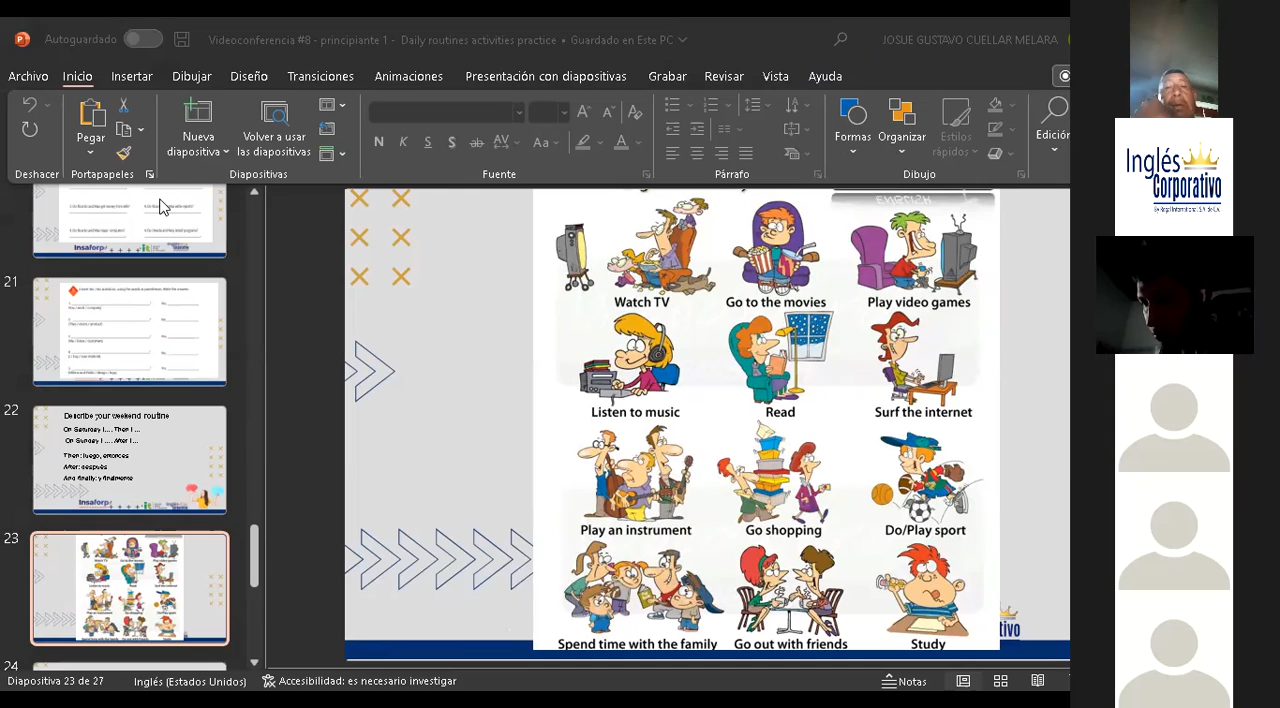 Autoguardado
Videoconferencia #8 - principiante 1 - Daily routines activities practice • Guardado en Este PC
JOSUE GUSTAVO CUELLAR MELARA
Archivo Inicio Insertar Dibujar Diseño Transiciones Animaciones Presentación con diapositivas Grabar Revisar Vista Ayuda
Pegar
Nueva diapositiva
Volver a usar las diapositivas
N K S S ab AV Aa A
Formas Organizar Estilos rápidos Edición
Deshacer Portapapeles Diapositivas Fuente Párrafo Dibujo
Inglés
Corporativo
Insaforp
21
22
Describe your weekend routine
On Saturday I.... Then I ...
On Sunday I .... After I...
Then: luego, entonces
After: después
And finally: y finalmente
Insaforp
23
24
ENGLISH
Watch TV Go to the movies Play video games
Listen to music Read Surf the internet
Play an instrument Go shopping Do/Play sport
Spend time with the family Go out with friends Study
Diapositiva 23 de 27 Inglés (Estados Unidos) Accesibilidad: es necesario investigar Notas